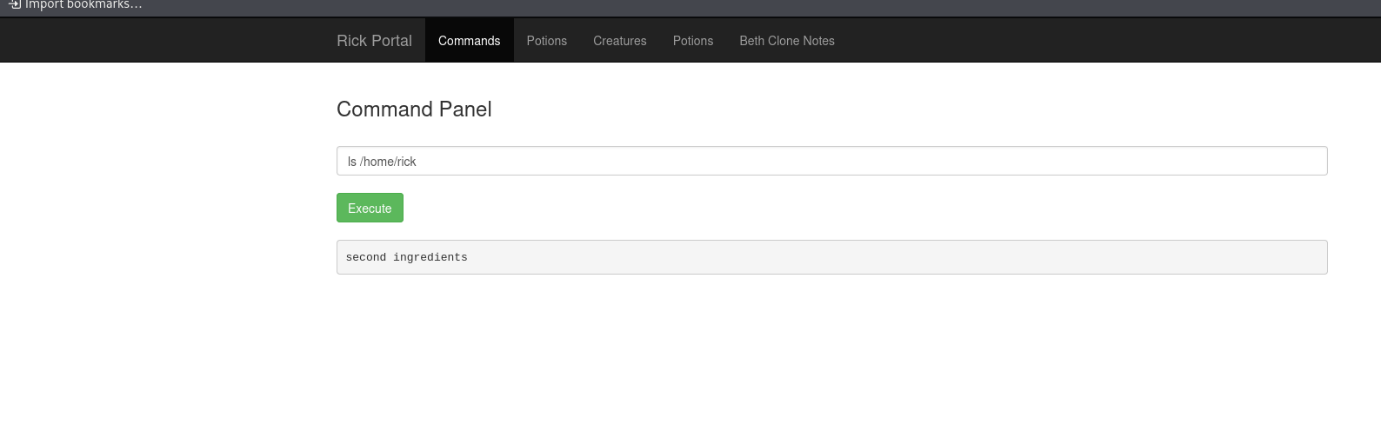 Import bookmarks...
Rick Portal Commands Potions Creatures Potions Beth Clone Notes
Command Panel
ls /home/rick
Execute
second ingredients